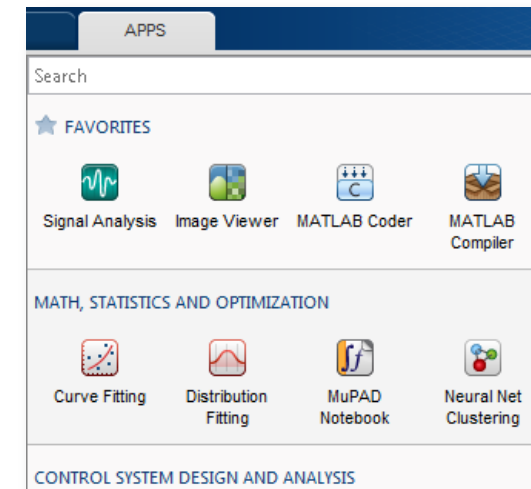 APPS
Search
FAVORITES
Signal Analysis
Image Viewer
MATLAB Coder
MATLAB
Compiler
MATH, STATISTICS AND OPTIMIZATION
Curve Fitting
Distribution
Fitting
MuPAD
Notebook
Neural Net
Clustering
CONTROL SYSTEM DESIGN AND ANALYSIS